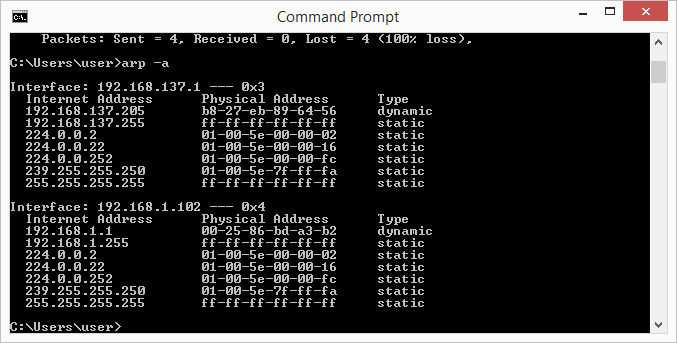 Command Prompt
Packets: Sent = 4, Received = 0, Lost = 4 (100% loss),
C:\Users\user>arp -a
Interface: 192.168.137.1 --- 0x3
Internet Address Physical Address Type
192.168.137.205 b8-27-eb-89-64-56 dynamic
192.168.137.255 ff-ff-ff-ff-ff-ff static
224.0.0.2 01-00-5e-00-00-02 static
224.0.0.22 01-00-5e-00-00-16 static
224.0.0.252 01-00-5e-00-00-fc static
239.255.255.250 01-00-5e-7f-ff-fa static
255.255.255.255 ff-ff-ff-ff-ff-ff static
Interface: 192.168.1.102 --- 0x4
Internet Address Physical Address Type
192.168.1.1 00-25-86-bd-a3-b2 dynamic
192.168.1.255 ff-ff-ff-ff-ff-ff static
224.0.0.2 01-00-5e-00-00-02 static
224.0.0.22 01-00-5e-00-00-16 static
224.0.0.252 01-00-5e-00-00-fc static
239.255.255.250 01-00-5e-7f-ff-fa static
255.255.255.255 ff-ff-ff-ff-ff-ff static
C:\Users\user>